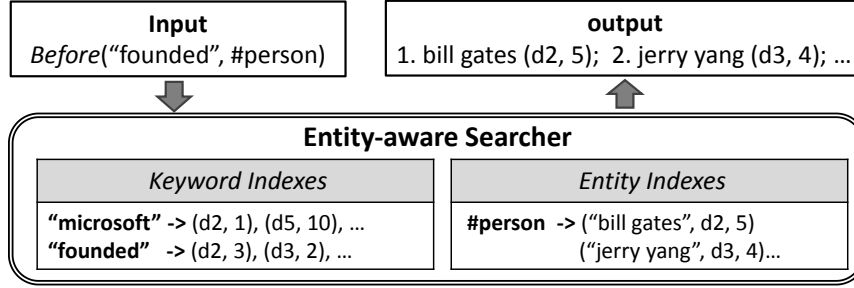 Input
Before(“founded”, #person)
output
1. bill gates (d2, 5); 2. jerry yang (d3, 4); …
Entity-aware Searcher
Keyword Indexes
“microsoft” -> (d2, 1), (d5, 10), …
“founded” -> (d2, 3), (d3, 2), …
Entity Indexes
#person -> (“bill gates”, d2, 5)
(“jerry yang”, d3, 4)…